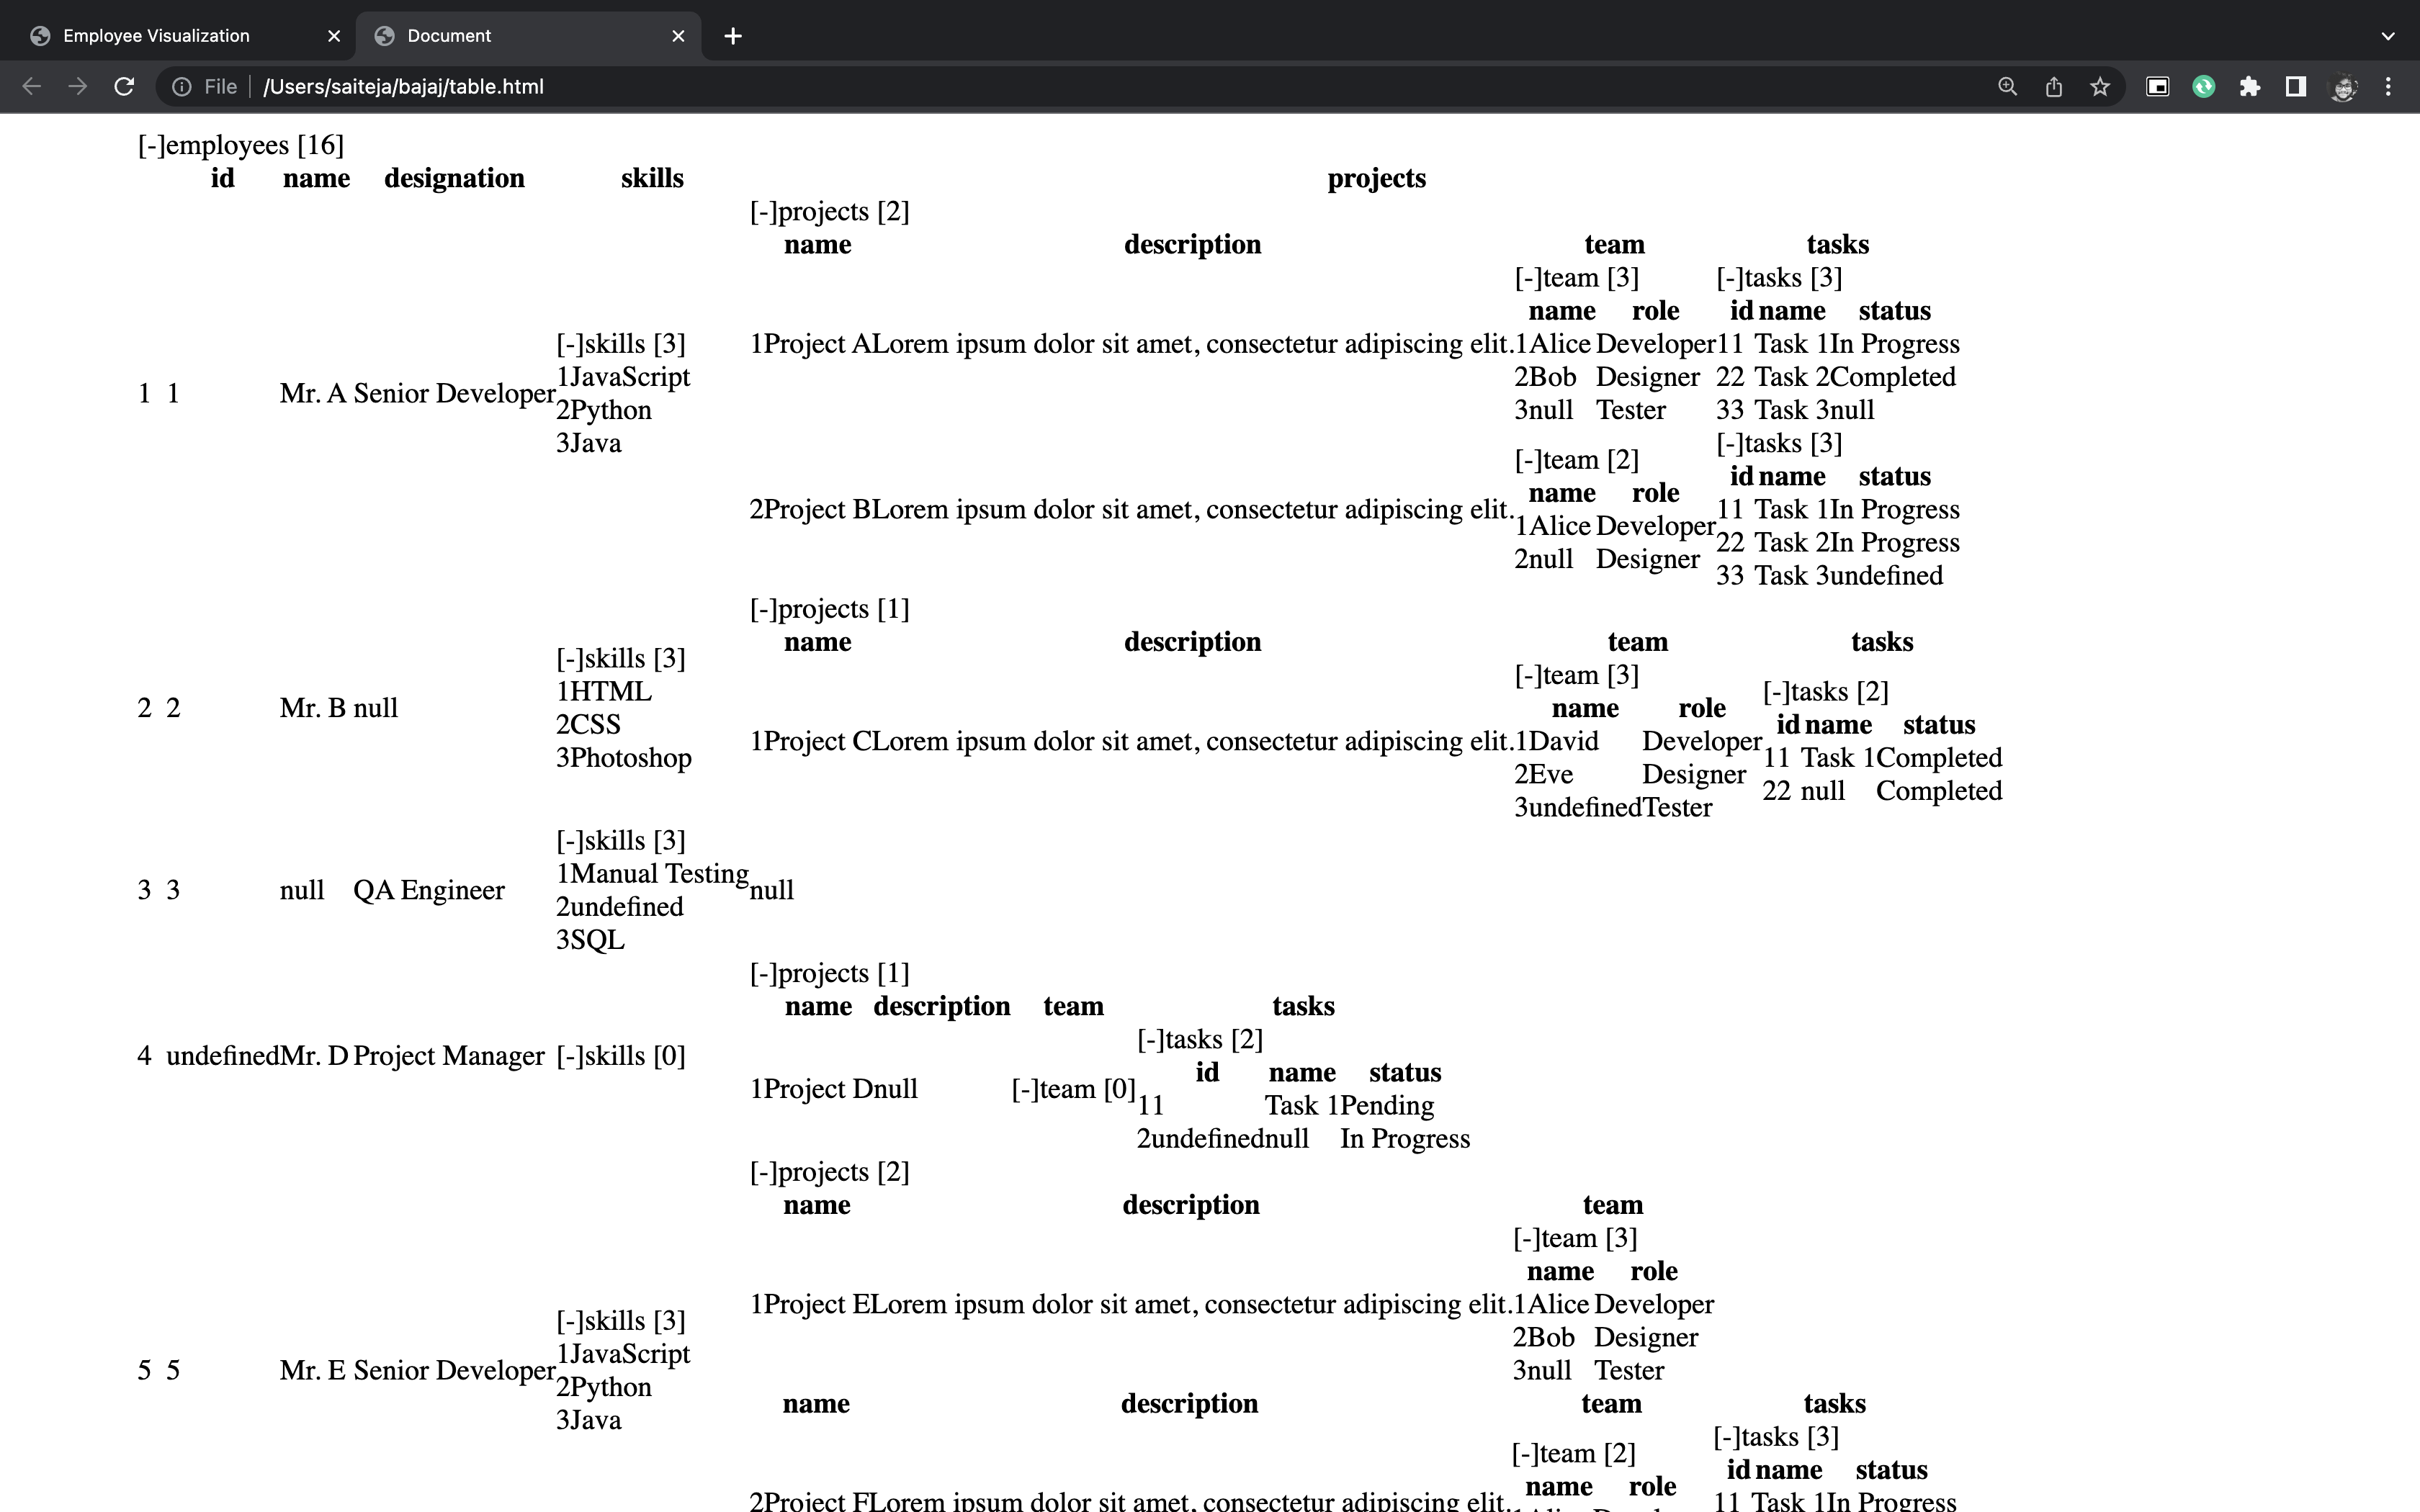 Employee Visualization
Document
File /Users/saiteja/bajaj/table.html
[-]employees [16]
id name designation skills projects
[-]projects [2]
name description team tasks
[-]team [3] [-]tasks [3]
name role id name status
[-]skills [3] 1Project ALorem ipsum dolor sit amet, consectetur adipiscing elit.1Alice Developer11 Task 1In Progress
1JavaScript 2Bob Designer 22 Task 2Completed
1 1 Mr. A Senior Developer
2Python 3null Tester 33 Task 3null
3Java [-]tasks [3]
[-]team [2]
id name status
name role
2Project BLorem ipsum dolor sit amet, consectetur adipiscing elit. 11 Task 1In Progress
1Alice Developer
22 Task 2In Progress
2null Designer
33 Task 3undefined
[-]projects [1]
name description team tasks
[-]skills [3]
[-]team [3]
1HTML [-]tasks [2]
2 2 Mr. B null name role
2CSS id name status
1Project CLorem ipsum dolor sit amet, consectetur adipiscing elit.1David Developer
3Photoshop 11 Task 1Completed
2Eve Designer
22 null Completed
3undefinedTester
[-]skills [3]
1Manual Testing
3 3 null QA Engineer null
2undefined
3SQL
[-]projects [1]
name description team tasks
[-]tasks [2]
4 undefinedMr. D Project Manager [-]skills [0]
id name status
1Project Dnull [-]team [0]
11 Task 1Pending
2undefinednull In Progress
[-]projects [2]
name description team
[-]team [3]
name role
1Project ELorem ipsum dolor sit amet, consectetur adipiscing elit.1Alice Developer
[-]skills [3]
2Bob Designer
1JavaScript
5 5 Mr. E Senior Developer 3null Tester
2Python
name description team tasks
3Java
[-]tasks [3]
[-]team [2]
id name status
name role
2Project FLorem ipsum dolor sit amet, consectetur adipiscing elit. 11 Task 1In Progress